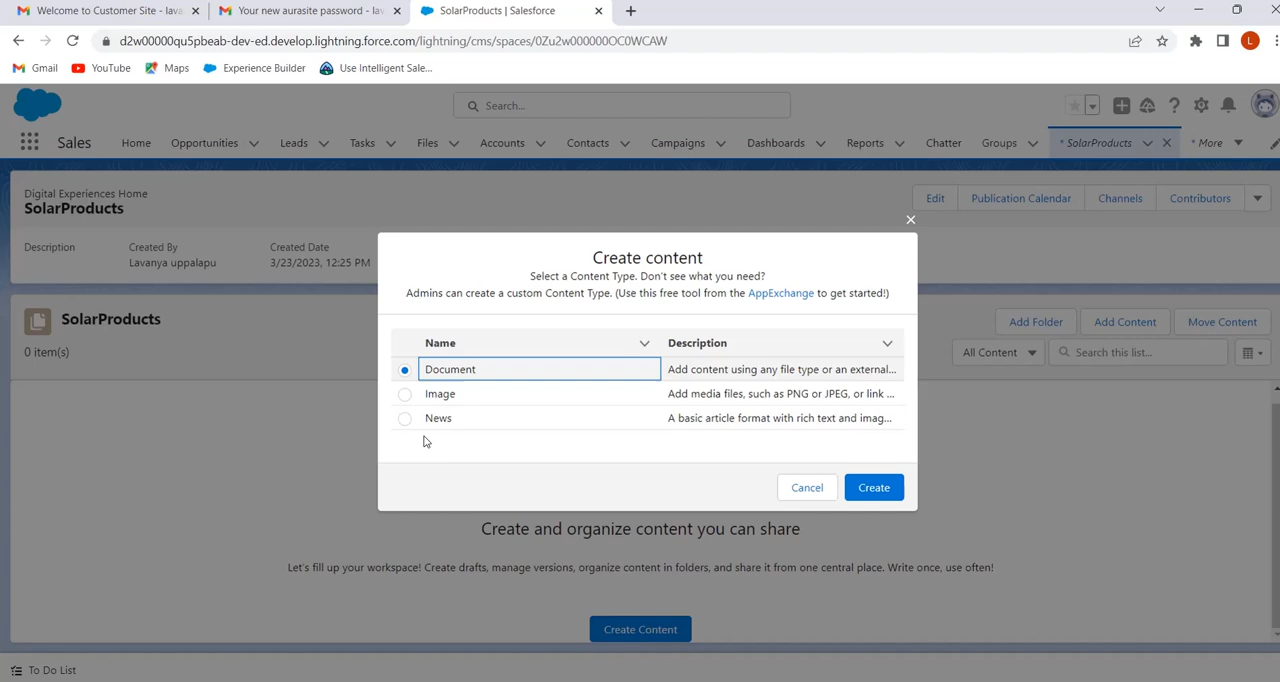 Welcome to Customer Site - lava
Your new aurasite password - lav
SolarProducts | Salesforce
d2w00000qu5pbeab-dev-ed.develop.lightning.force.com/lightning/cms/spaces/0Zu2w000000OC0WCAW
L
Gmail
YouTube
Maps
Experience Builder
Use Intelligent Sale...
Search...
Sales
Home
Opportunities
Leads
Tasks
Files
Accounts
Contacts
Campaigns
Dashboards
Reports
Chatter
Groups
* SolarProducts
* More
Digital Experiences Home
SolarProducts
Edit
Publication Calendar
Channels
Contributors
Description
Created By
Created Date
Lavanya uppalapu
3/23/2023, 12:25 PM
Create content
Select a Content Type. Don't see what you need?
Admins can create a custom Content Type. (Use this free tool from the AppExchange to get started!)
SolarProducts
0 item(s)
Add Folder
Add Content
Move Content
All Content
Search this list...
Name
Description
Document
Add content using any file type or an external...
Image
Add media files, such as PNG or JPEG, or link ...
News
A basic article format with rich text and imag...
Cancel
Create
Create and organize content you can share
Let's fill up your workspace! Create drafts, manage versions, organize content in folders, and share it from one central place. Write once, use often!
Create Content
To Do List